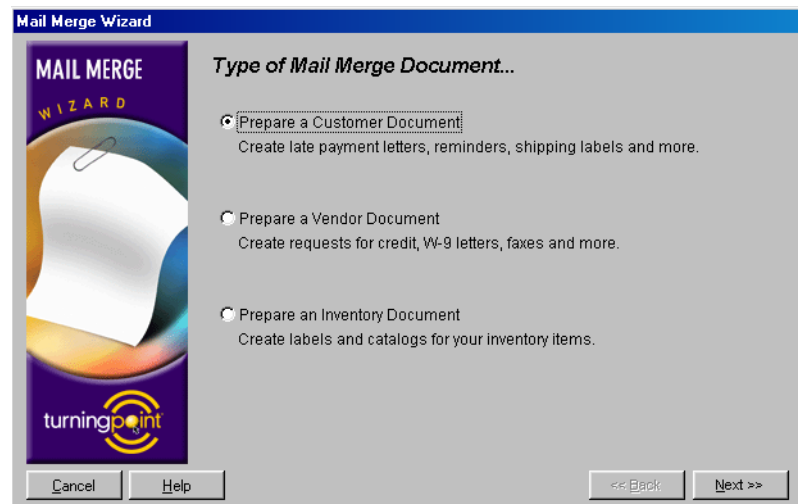 Mail Merge Wizard
MAIL MERGE
WIZARD
Type of Mail Merge Document...
Prepare a Customer Document
Create late payment letters, reminders, shipping labels and more.
Prepare a Vendor Document
Create requests for credit, W-9 letters, faxes and more.
Prepare an Inventory Document
Create labels and catalogs for your inventory items.
turningpoint
Cancel
Help
<< Back
Next >>